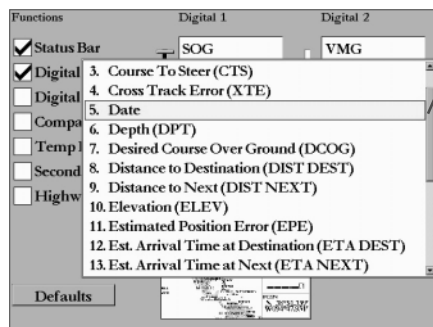 Functions Digital 1 Digital 2
Status Bar SOG VMG
Digital 3. Course To Steer (CTS)
Digital 4. Cross Track Error (XTE)
5. Date
Compa 6. Depth (DPT)
Temp 7. Desired Course Over Ground (DCOG)
Second 8. Distance to Destination (DIST DEST)
Highw 9. Distance to Next (DIST NEXT)
10. Elevation (ELEV)
11. Estimated Position Error (EPE)
12. Est. Arrival Time at Destination (ETA DEST)
13. Est. Arrival Time at Next (ETA NEXT)
Defaults